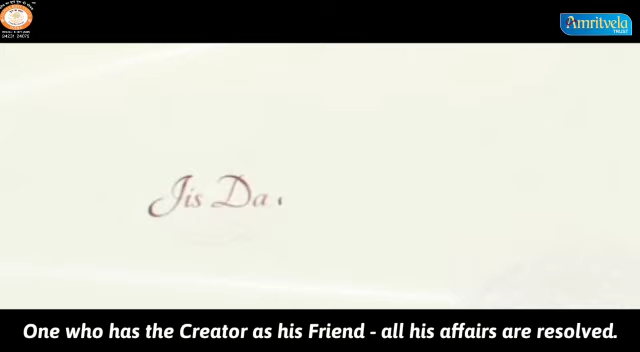 Amritvela
TRUST
Jis Da
One who has the Creator as his Friend - all his affairs are resolved.